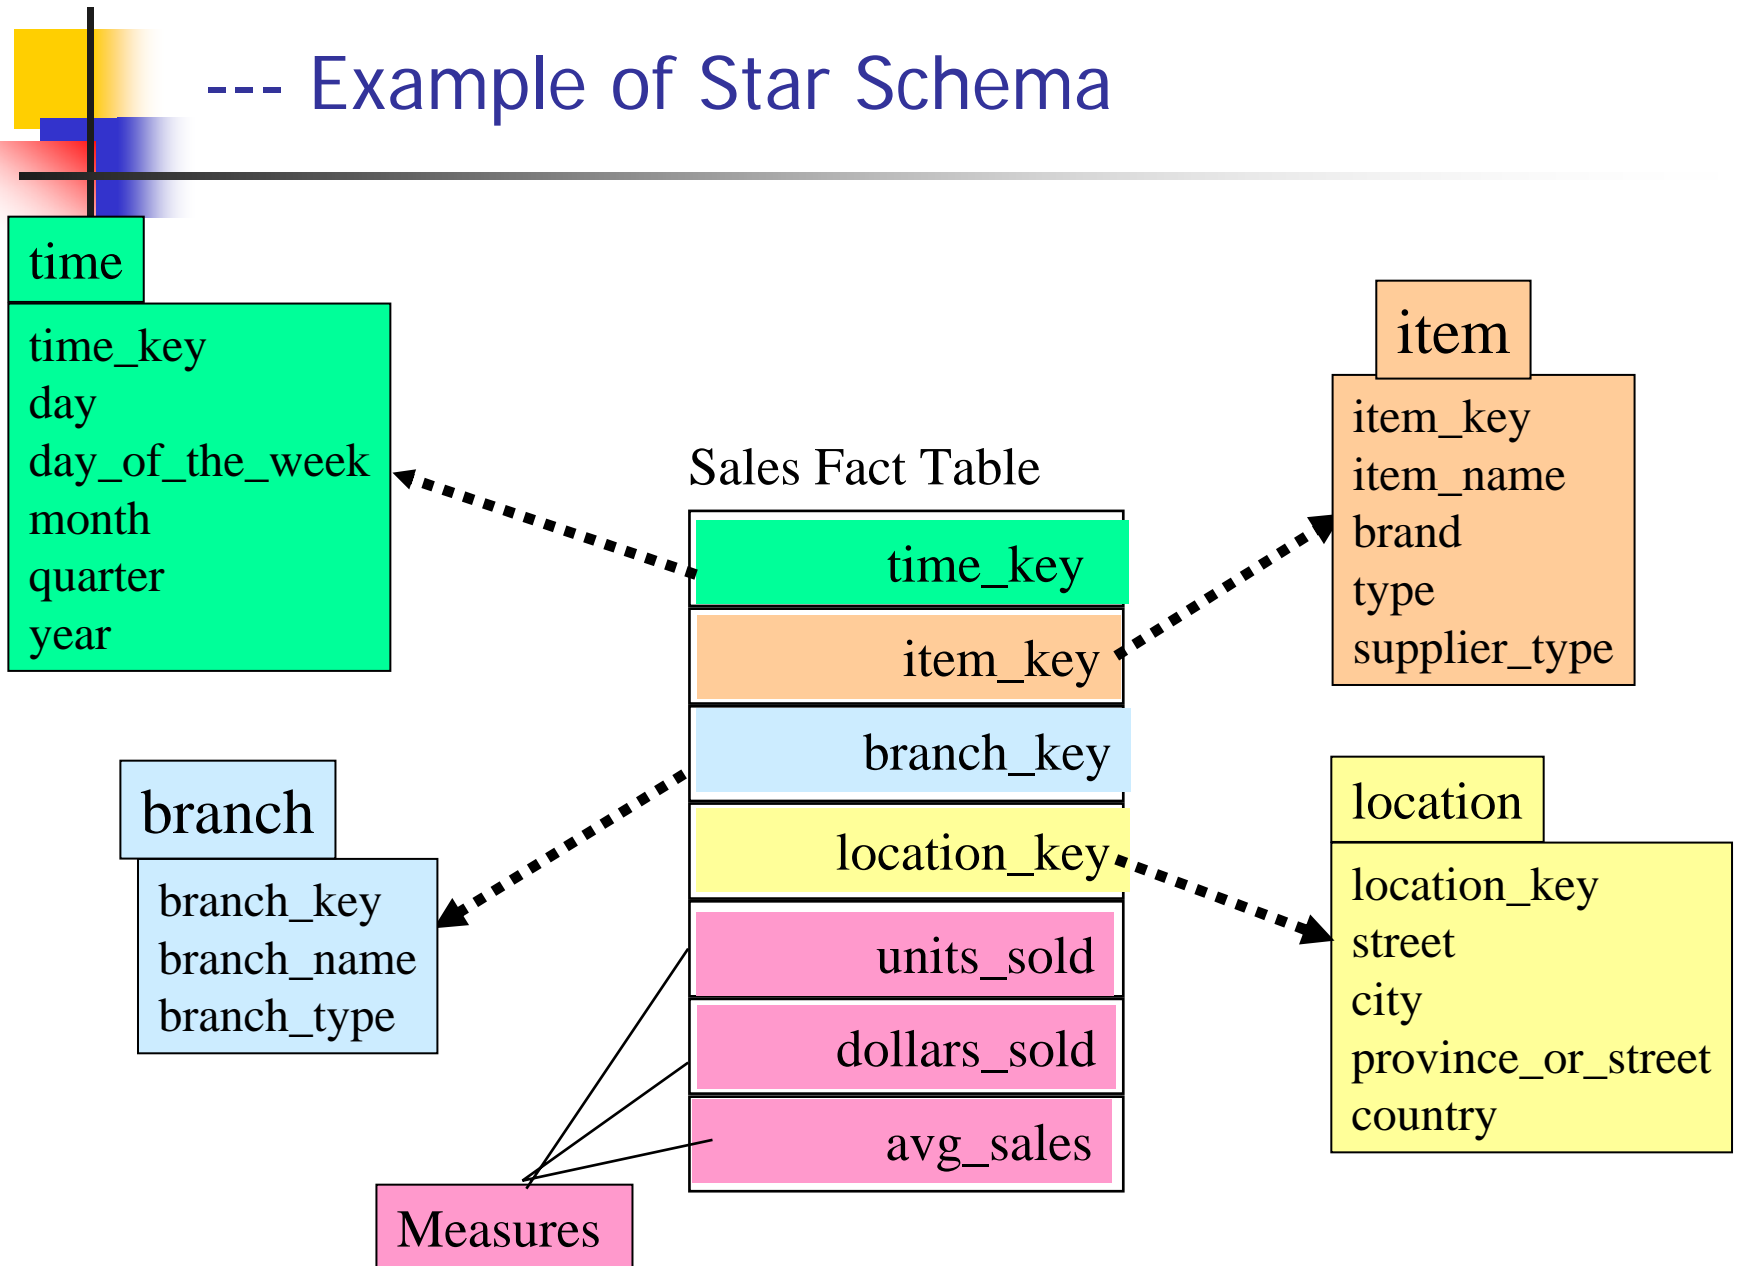 --- Example of Star Schema
time
time_key
day
day_of_the_week
month
quarter
year
item
item_key
item_name
brand
type
supplier_type
Sales Fact Table
time_key
item_key
branch_key
location_key
units_sold
dollars_sold
avg_sales
branch
branch_key
branch_name
branch_type
location
location_key
street
city
province_or_street
country
Measures